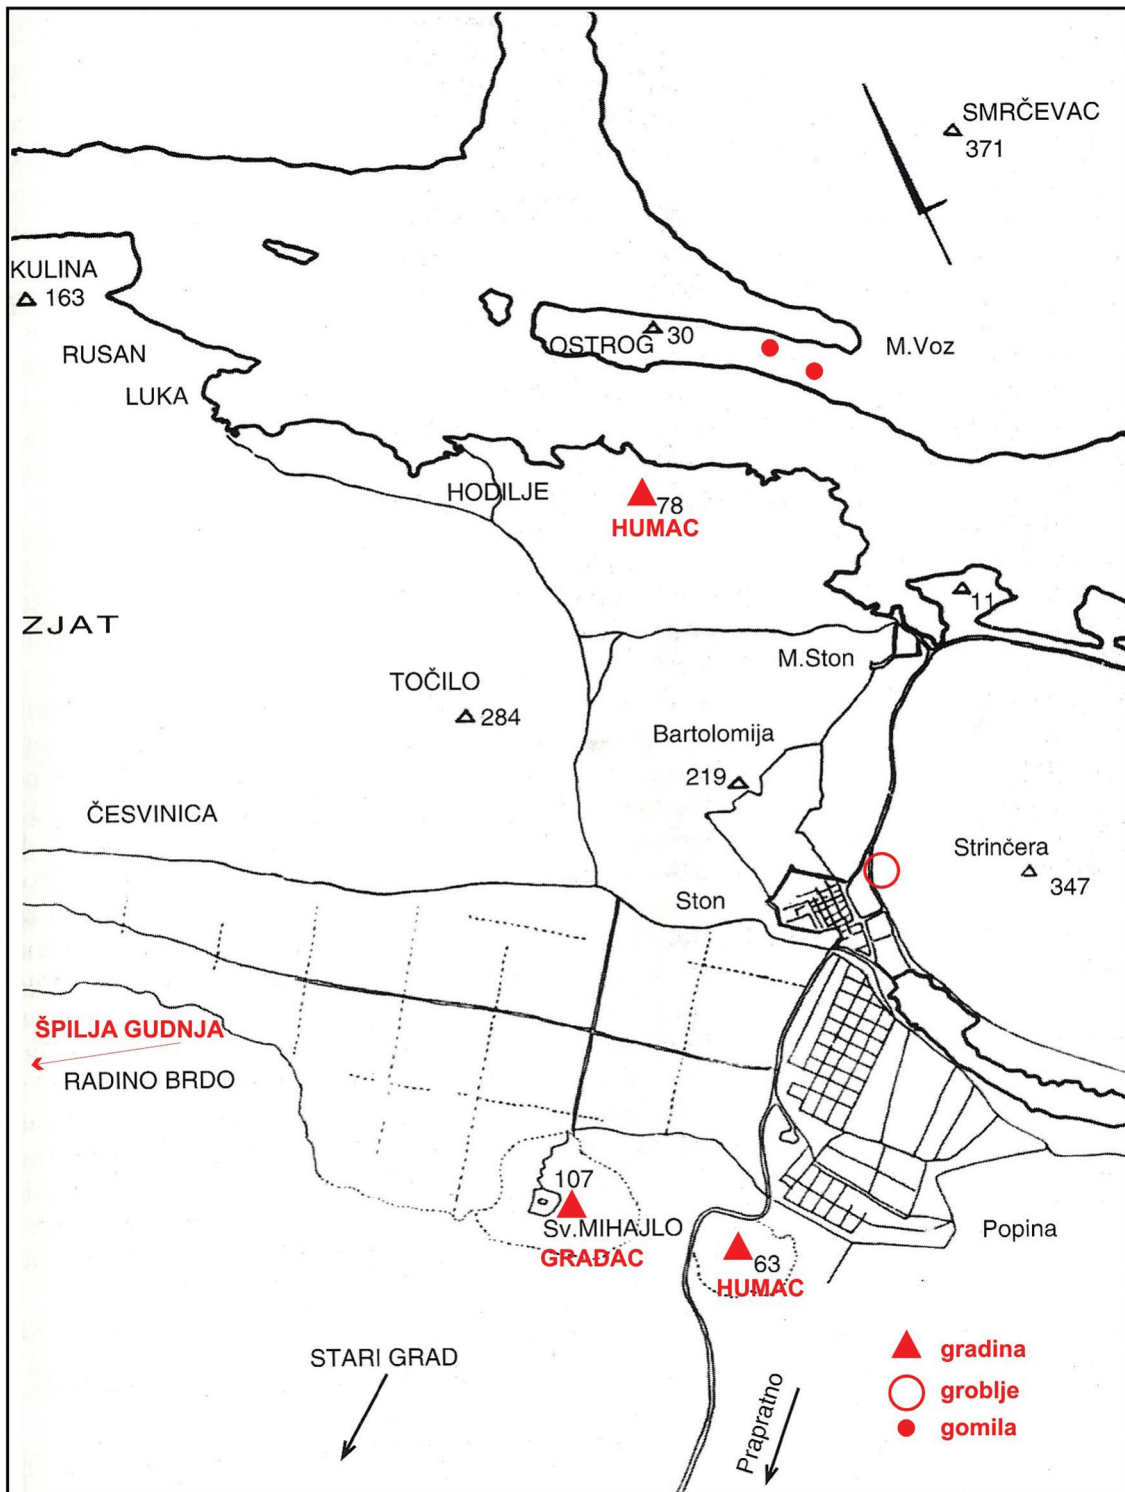 SMRČEVAC
371
KULINA
163
30
OSTROG
M.Voz
RUSAN
LUKA
HODILJE
78
HUMAC
11
ZJAT
M.Ston
TOČILO
284
Bartolomija
219
ČESVINICA
Strinčera
347
Ston
ŠPILJA GUDNJA
RADINO BRDO
107
Sv.MIHAJLO
GRADAC
Popina
63
HUMAC
STARI GRAD
Prapratno
gradina
groblje
gomila